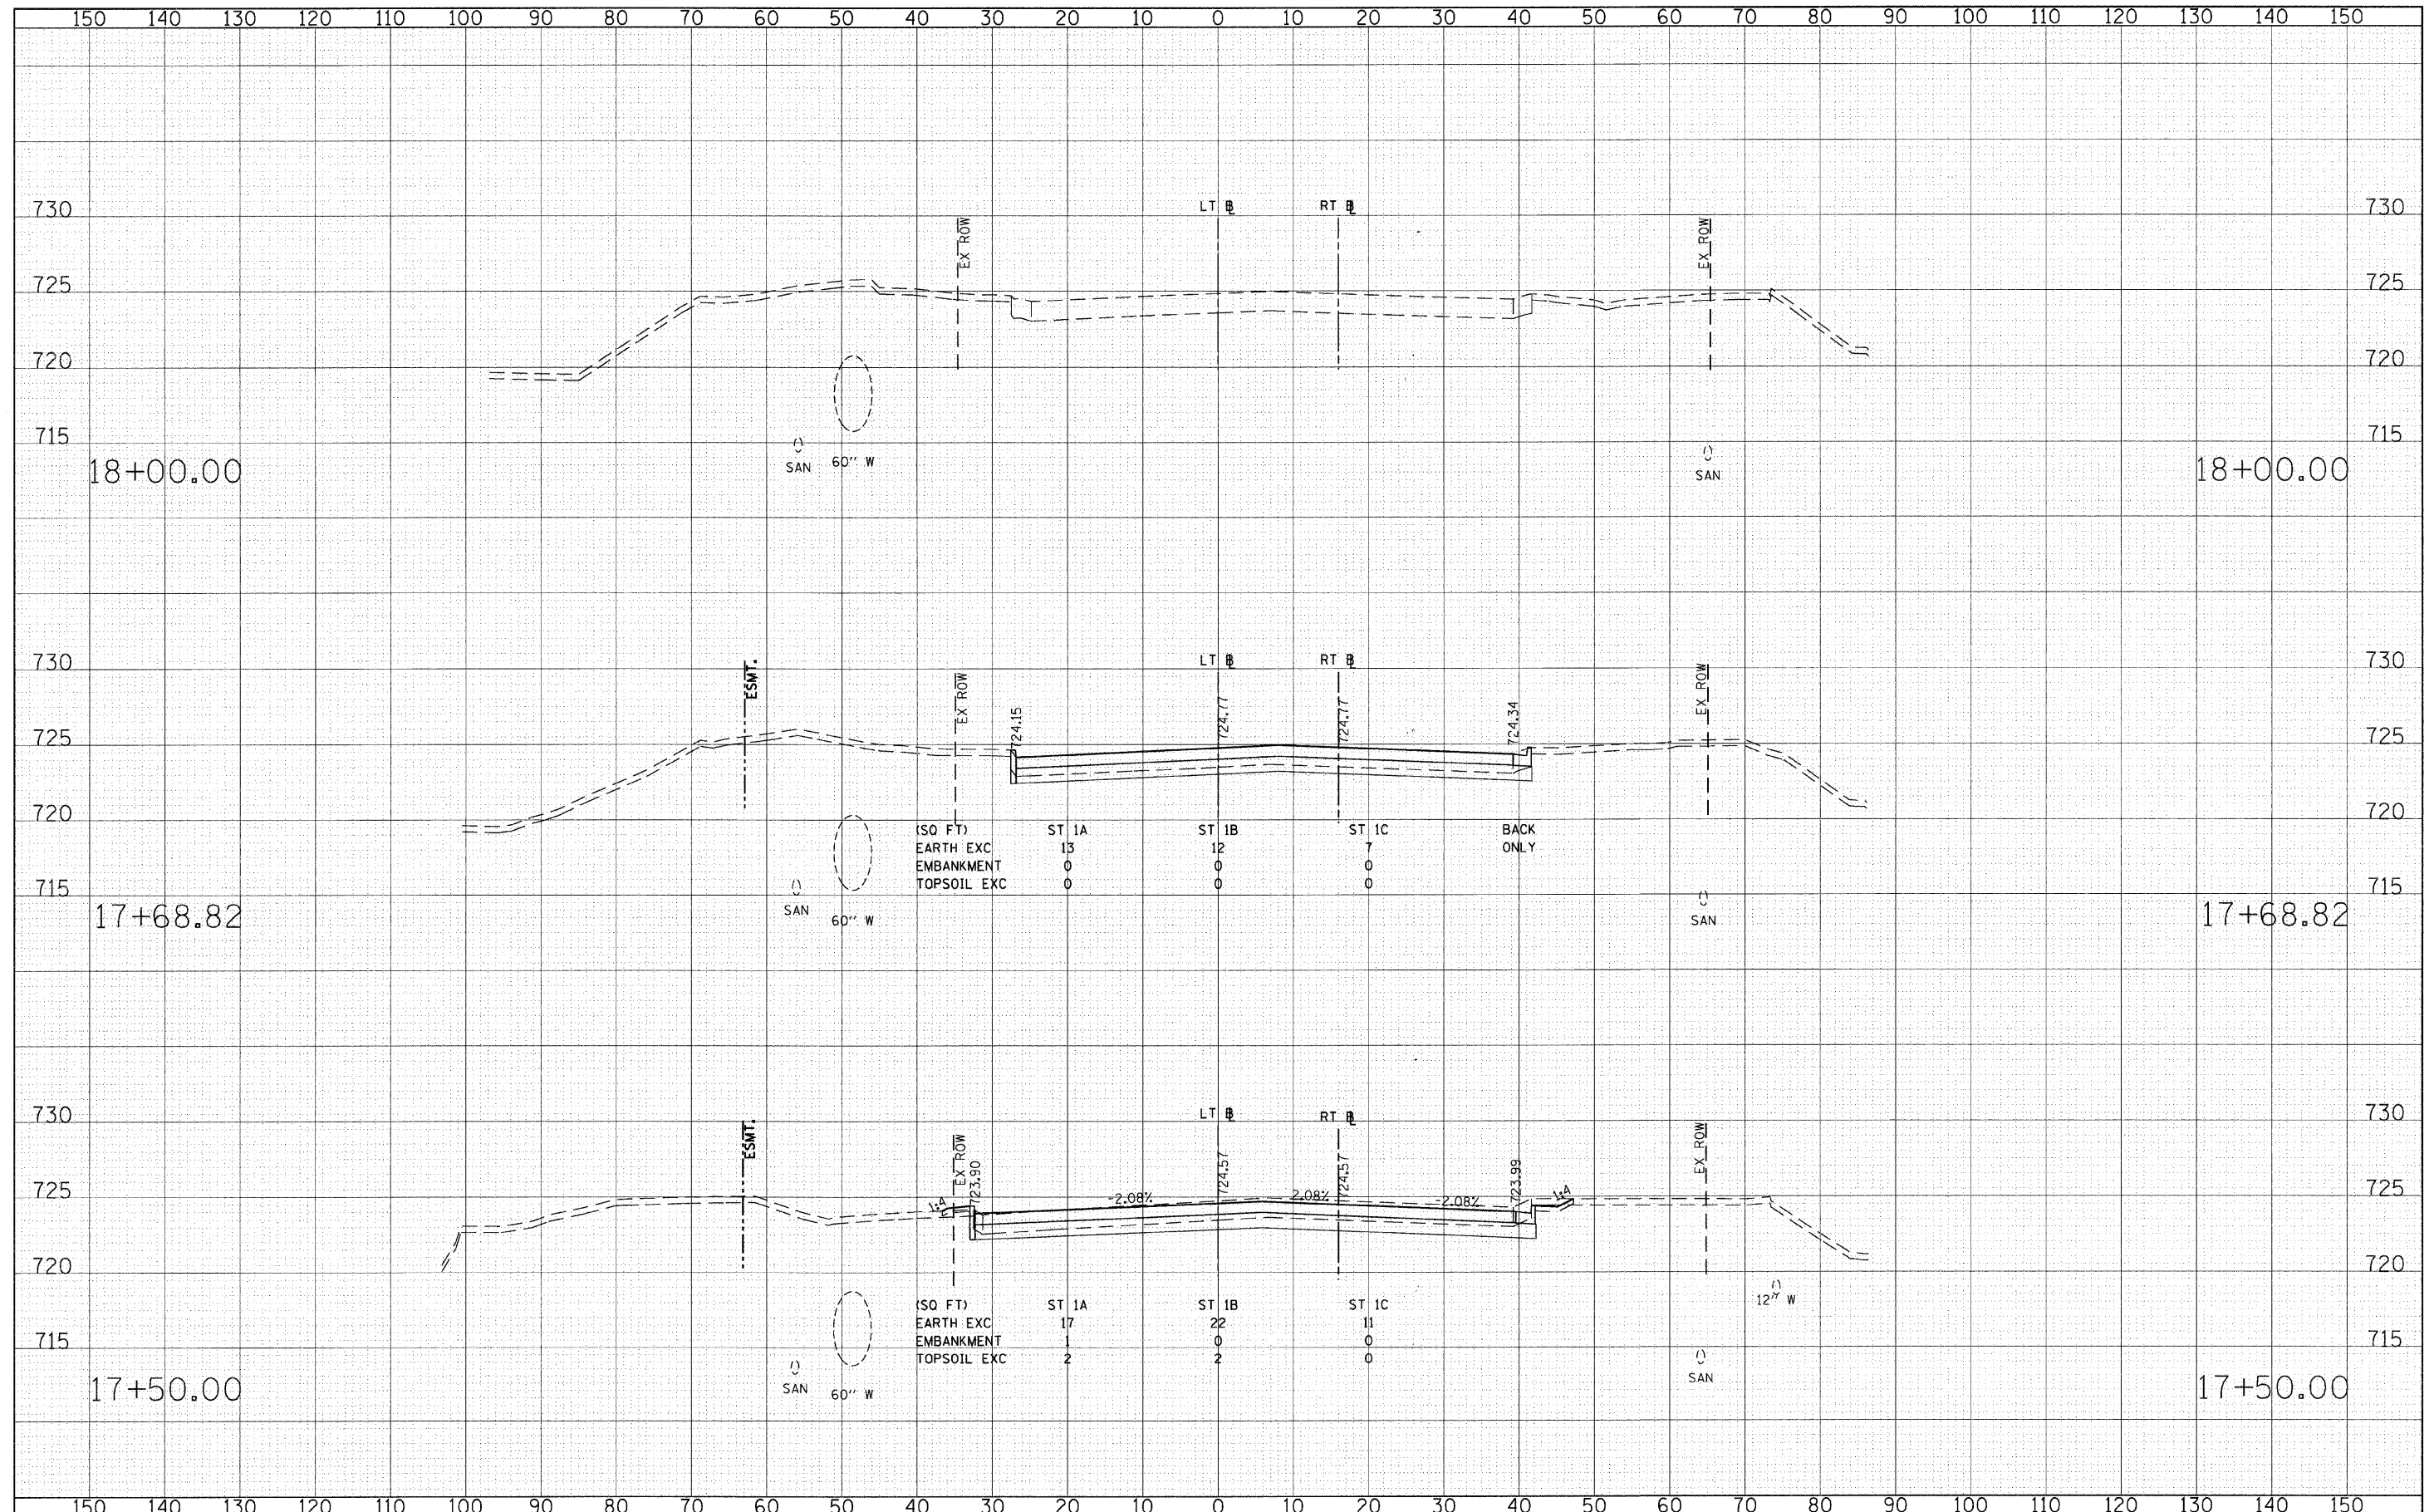 150 140 130 120 110 100 90 80 70 60 50 40 30 20 10 0 10 20 30 40 50 60 70 80 90 100 110 120 130 140 150
LT ℄ RT ℄
730 730
EX ROW EX ROW
725 725
720 720
715 715
18+00.00 SAN 60'' W SAN 18+00.00
LT ℄ RT ℄
730 730
ESMT. EX ROW 724.15 724.77 724.77 724.34 EX ROW
725 725
720 720
(SQ FT) ST 1A ST 1B ST 1C BACK
EARTH EXC 13 12 7 ONLY
EMBANKMENT 0 0 0
TOPSOIL EXC 0 0 0
715 715
17+68.82 SAN 60'' W SAN 17+68.82
LT ℄ RT ℄
730 730
ESMT. EX ROW 723.90 724.57 724.57 723.99 EX ROW
725 725
1:4 -2.08% 2.08% -2.08% 1:4
720 720
12'' W
(SQ FT) ST 1A ST 1B ST 1C
EARTH EXC 17 22 11
EMBANKMENT 1 0 0
TOPSOIL EXC 2 2 0
715 715
17+50.00 SAN 60'' W SAN 17+50.00
150 140 130 120 110 100 90 80 70 60 50 40 30 20 10 0 10 20 30 40 50 60 70 80 90 100 110 120 130 140 150